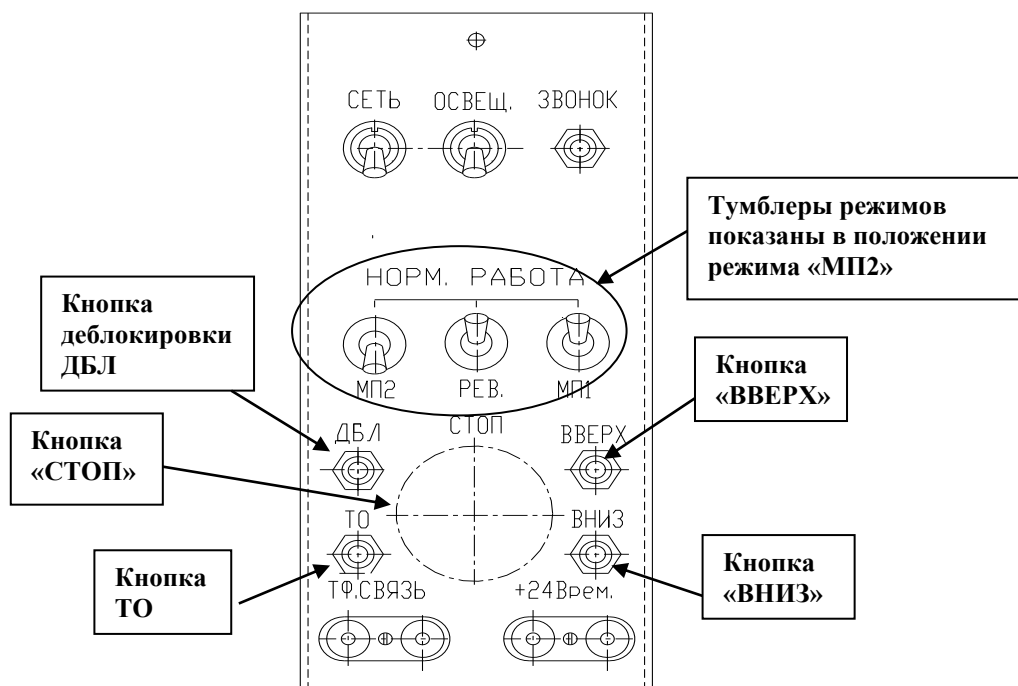 СЕТЬ ОСВЕЩ. ЗВОНОК
Тумблеры режимов
показаны в положении
режима «МП2»
НОРМ. РАБОТА
МП2 РЕВ. МП1
Кнопка
деблокировки
ДБЛ
Кнопка
«ВВЕРХ»
ДБЛ СТОП ВВЕРХ
Кнопка
«СТОП»
ТО ВНИЗ
Кнопка
ТО
Кнопка
«ВНИЗ»
ТФ.СВЯЗЬ +24Врем.